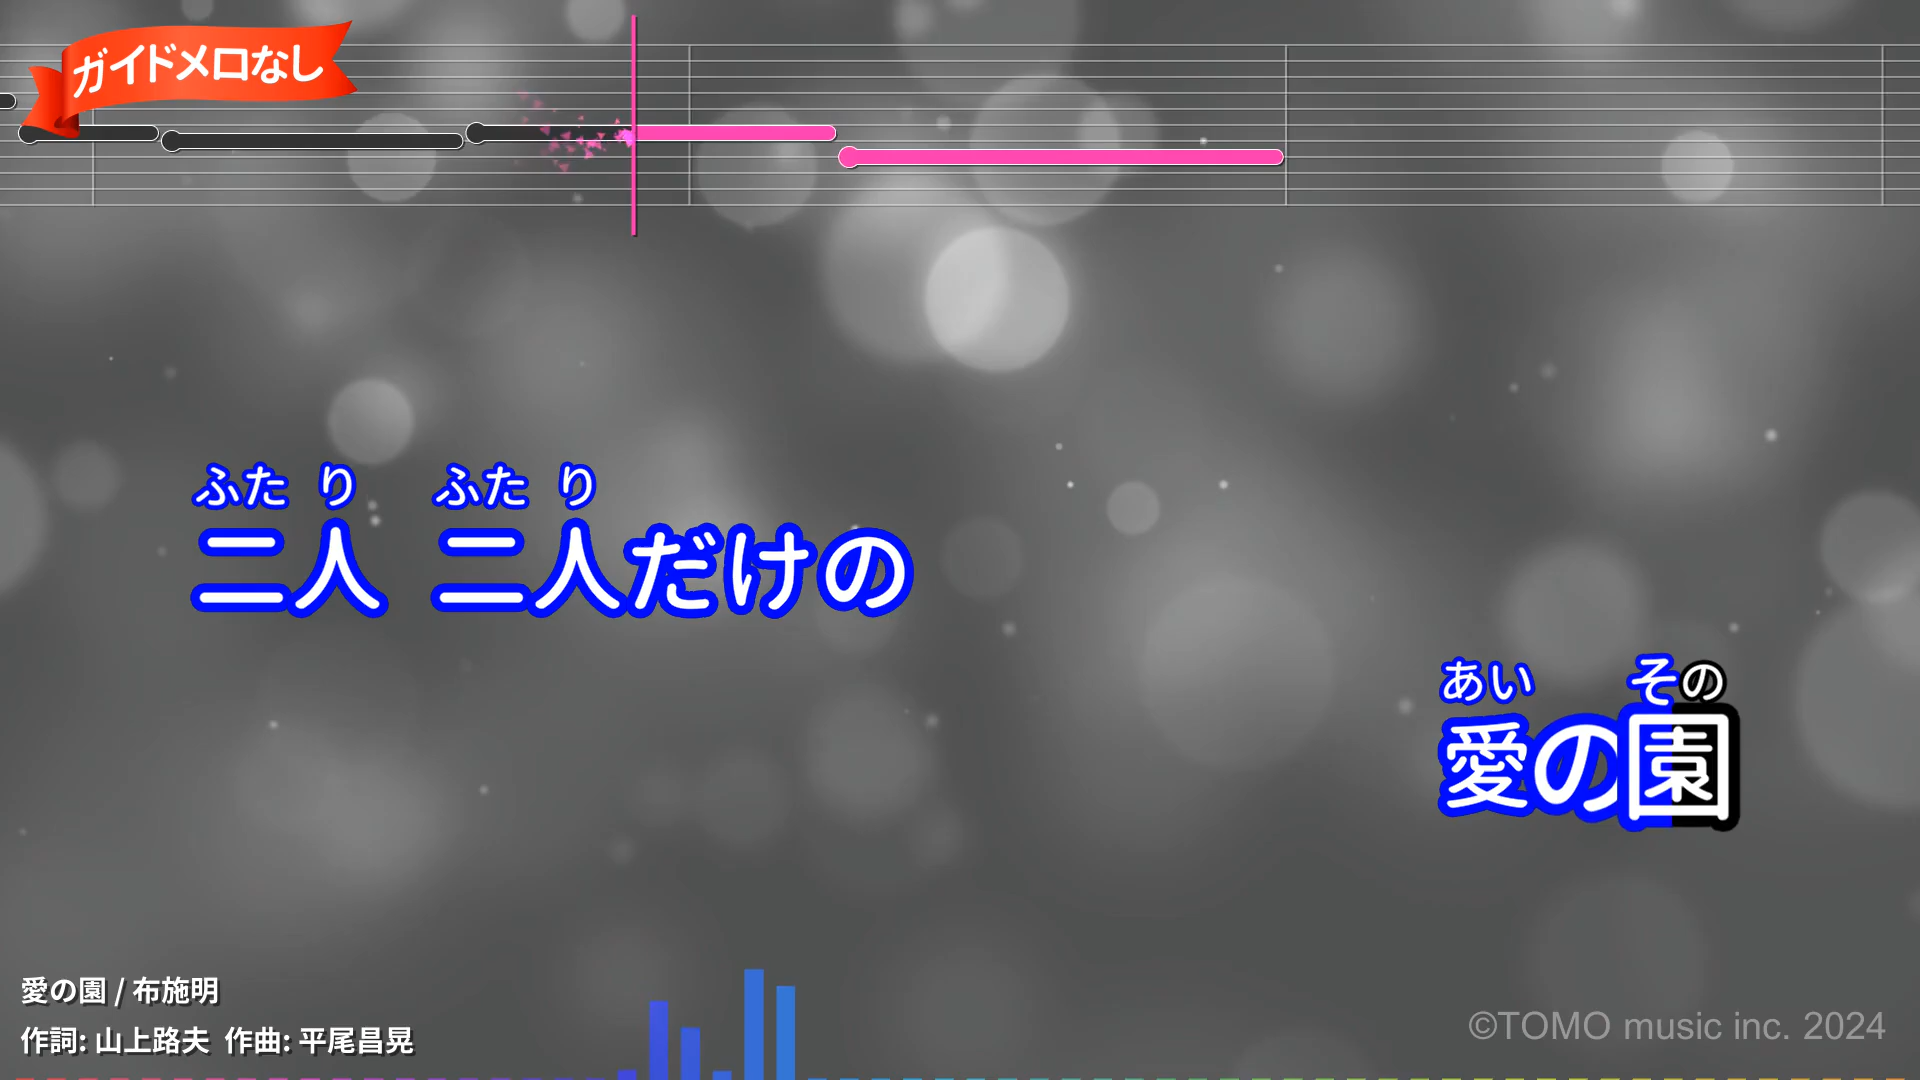 ガイドメロなし
ふたり ふたり
二人 二人だけの
あい その
愛の園
愛の園 / 布施明
作詞: 山上路夫 作曲: 平尾昌晃
©TOMO music inc. 2024